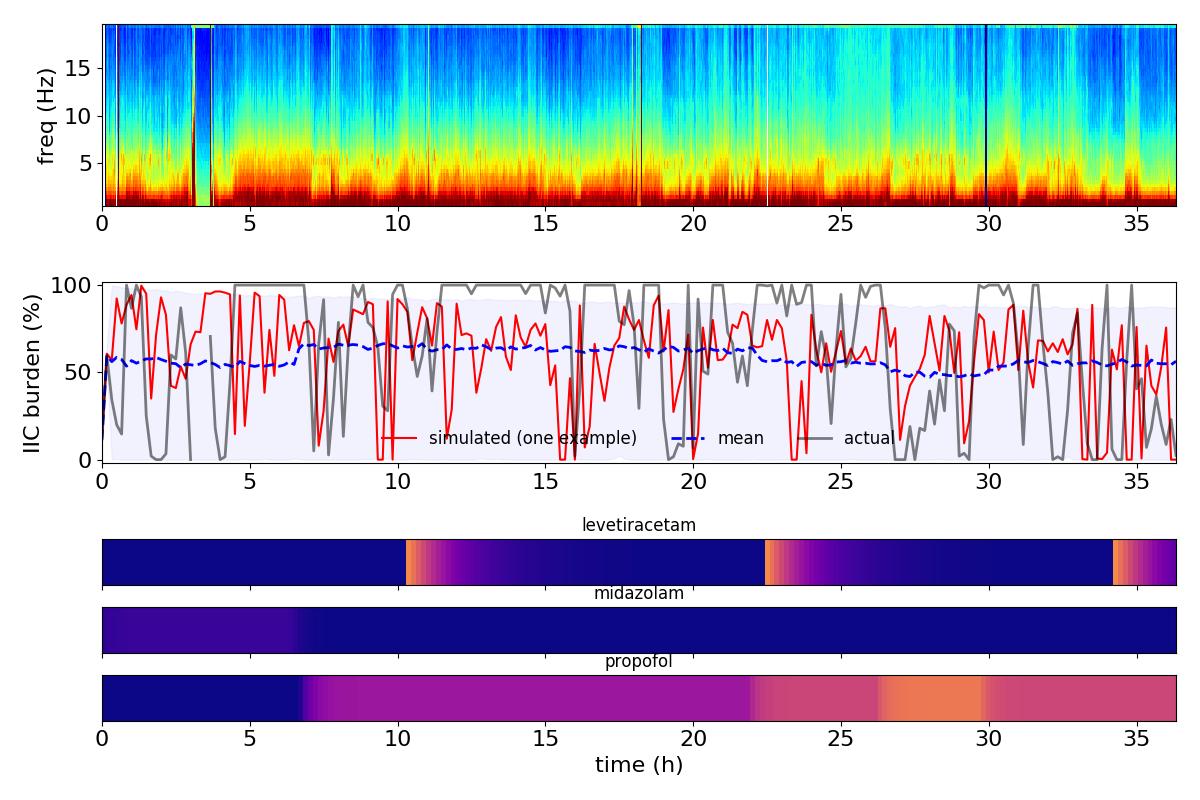 freq (Hz)
15
10
5
0 5 10 15 20 25 30 35
IIC burden (%)
100
50
0
simulated (one example) mean actual
0 5 10 15 20 25 30 35
levetiracetam
midazolam
propofol
0 5 10 15 20 25 30 35
time (h)